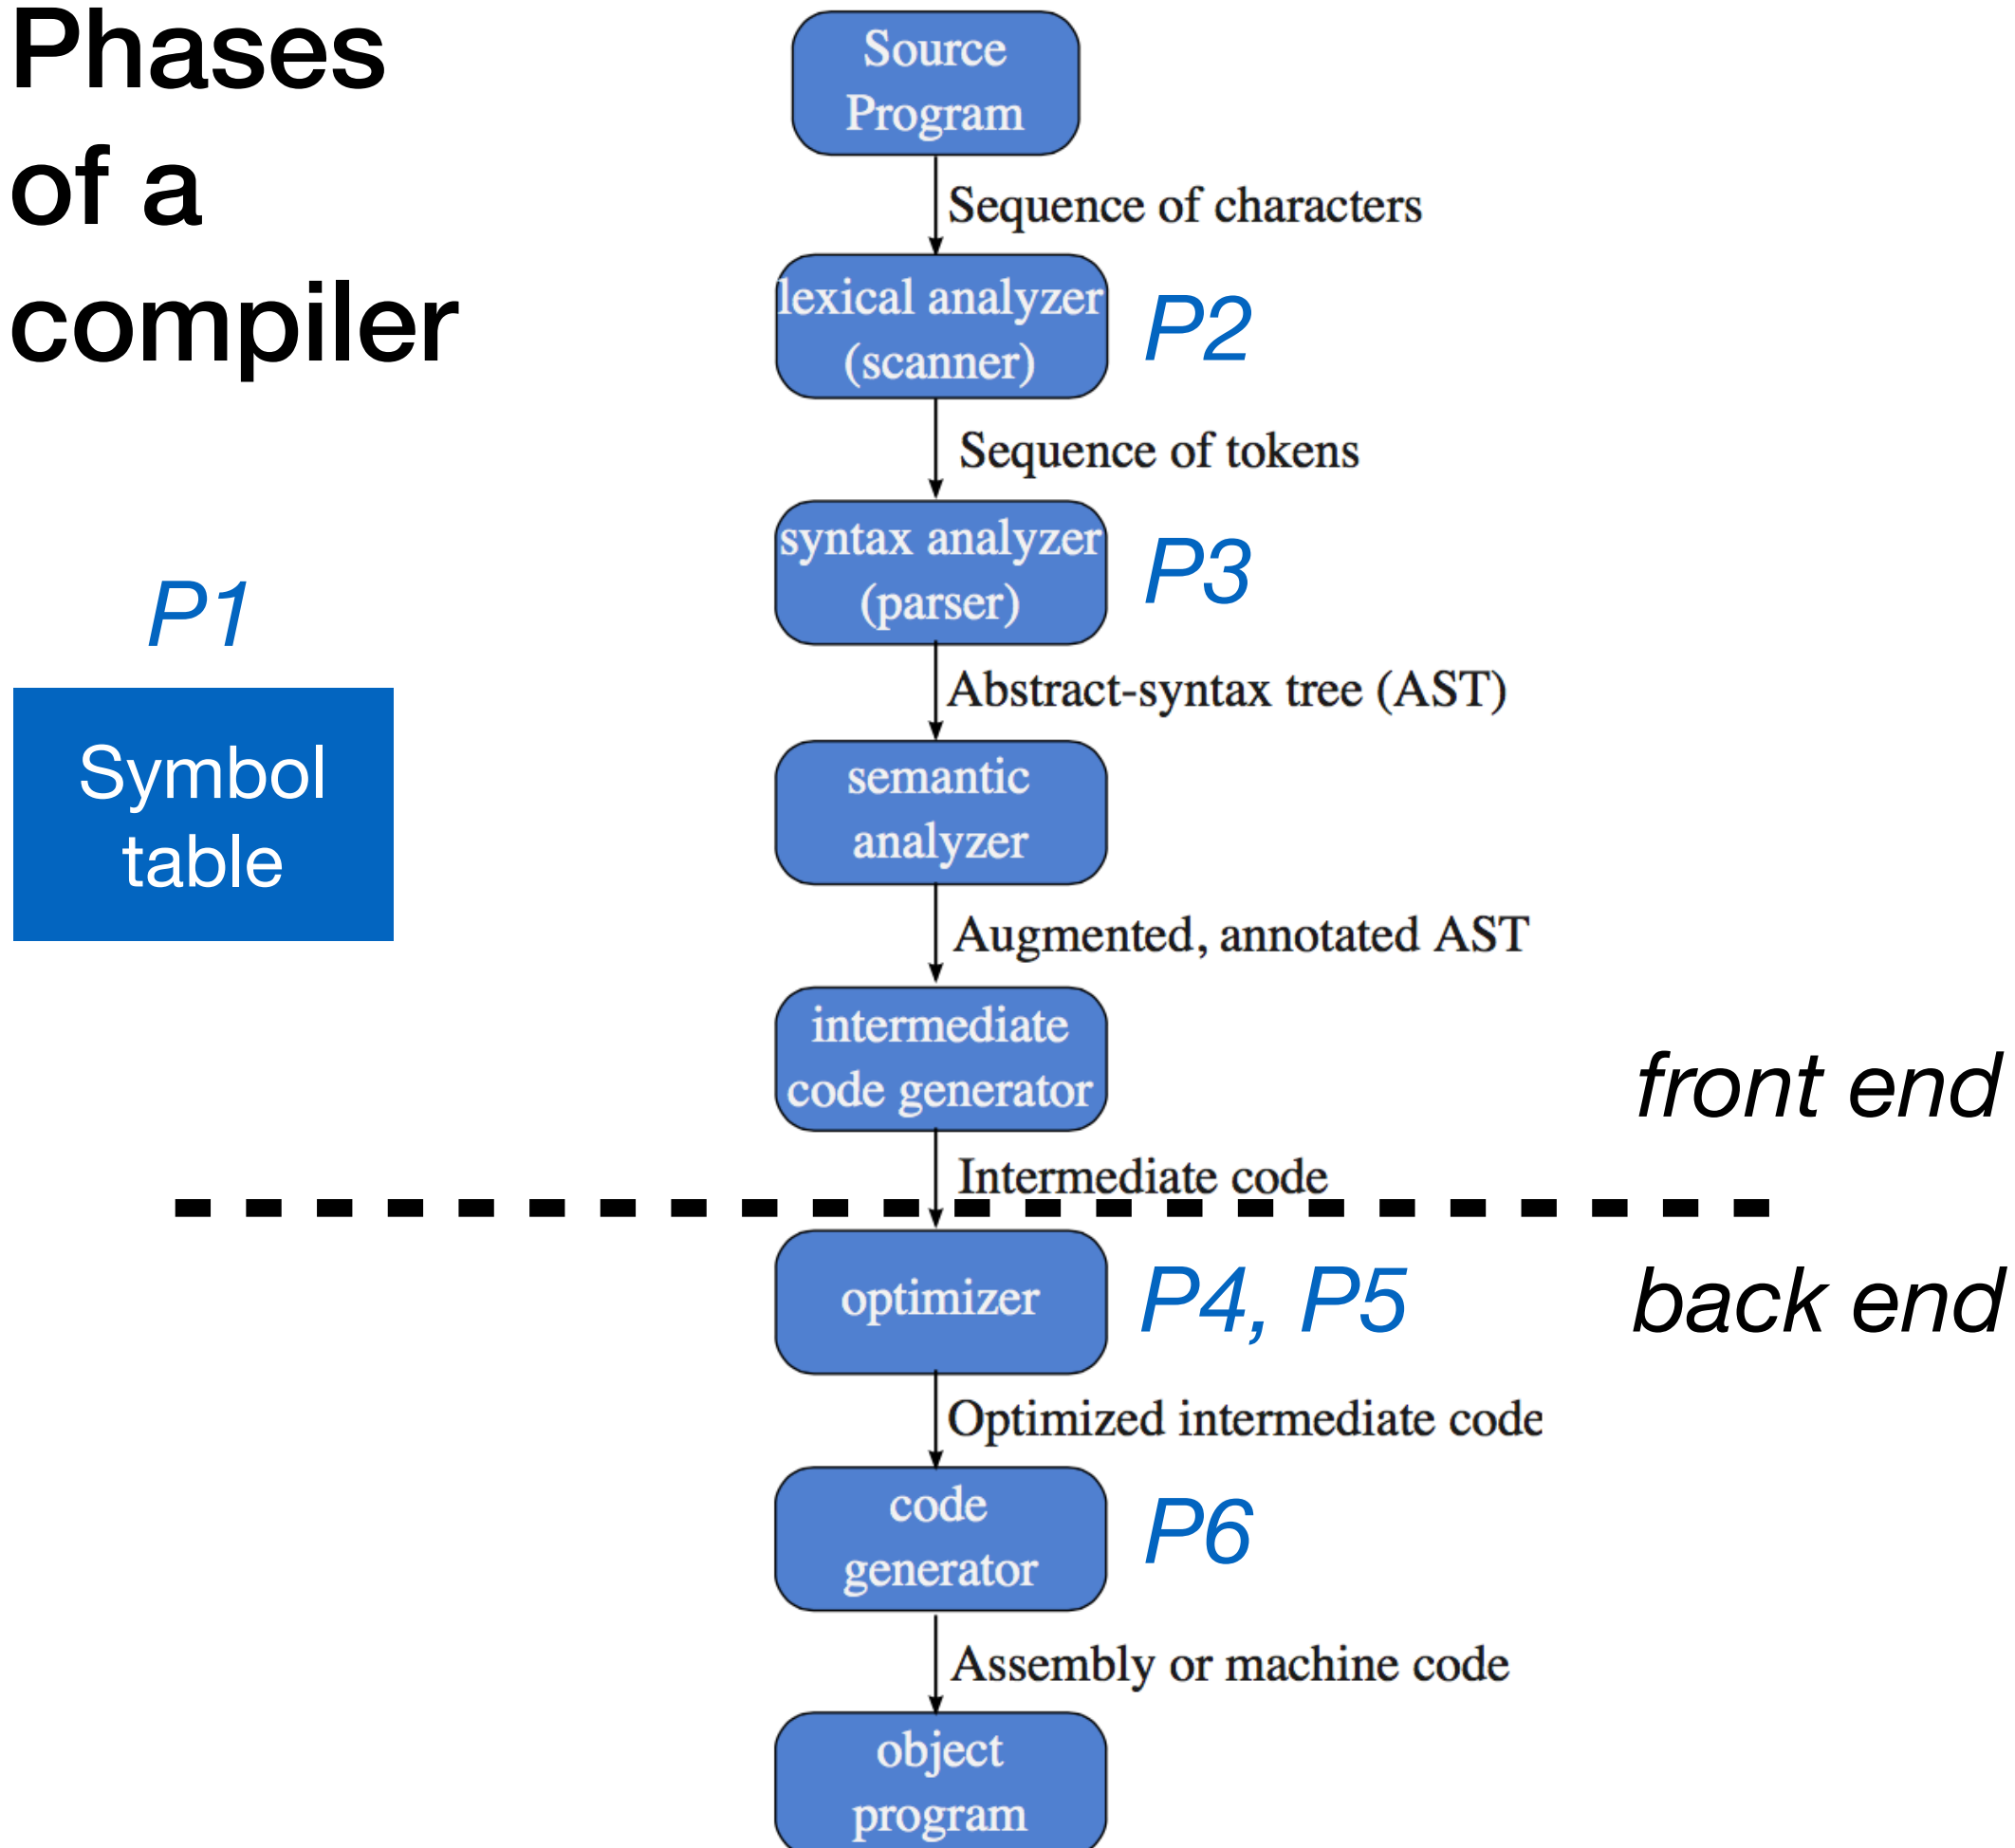 Phases
of a
compiler
Source
Program
Sequence of characters
lexical analyzer
(scanner)
P2
Sequence of tokens
syntax analyzer
(parser)
P3
P1
Symbol
table
Abstract-syntax tree (AST)
semantic
analyzer
Augmented, annotated AST
intermediate
code generator
front end
Intermediate code
optimizer
P4, P5
back end
Optimized intermediate code
code
generator
P6
Assembly or machine code
object
program